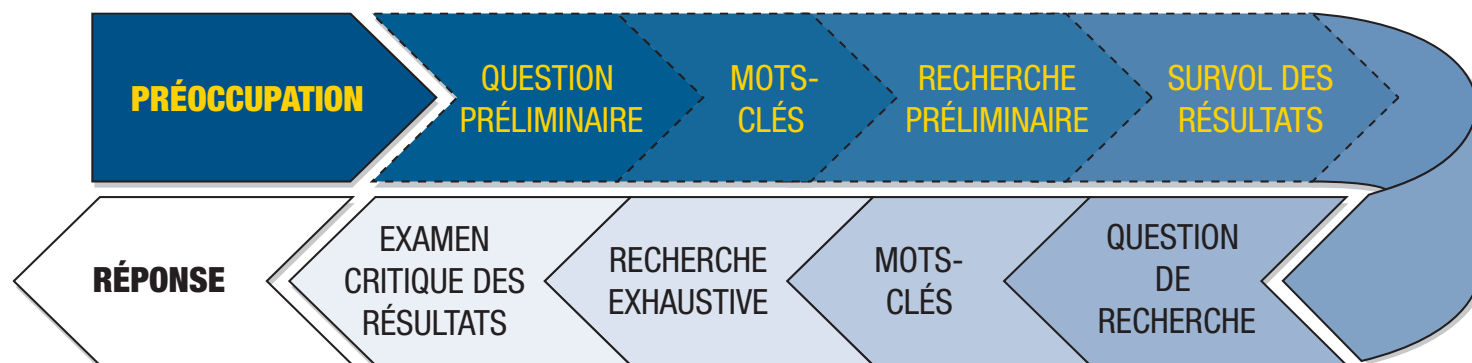 PRÉOCCUPATION
QUESTION
PRÉLIMINAIRE
MOTS-
CLÉS
RECHERCHE
PRÉLIMINAIRE
SURVOL DES
RÉSULTATS
QUESTION
DE
RECHERCHE
MOTS-
CLÉS
RECHERCHE
EXHAUSTIVE
EXAMEN
CRITIQUE DES
RÉSULTATS
RÉPONSE